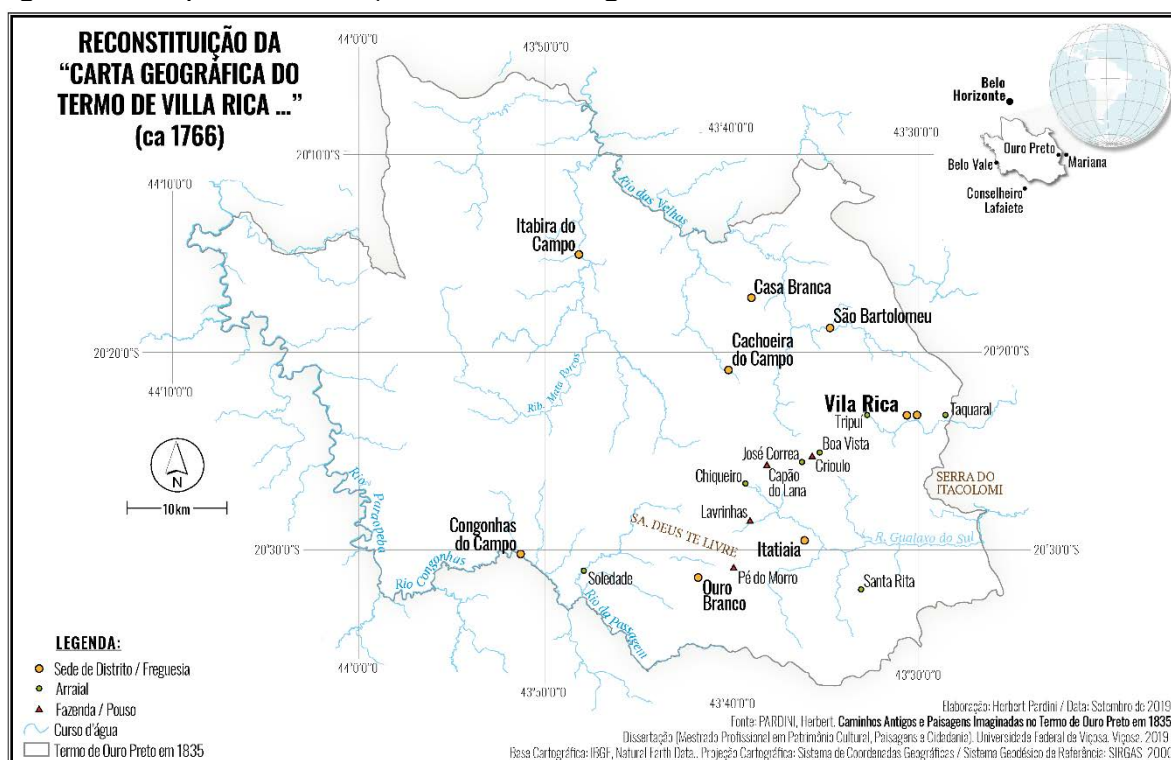 RECONSTITUIÇÃO DA
“CARTA GEOGRÁFICA DO
TERMO DE VILLA RICA ...”
(ca 1766)
44°0'0"O
43°50'0"O
43°40'0"O
43°30'0"O
20°10'0"S
44°10'0"O
Belo
Horizonte
Ouro Preto
Mariana
Belo Vale
Conselheiro
Lafaiete
Rio das Velhas
Itabira do
Campo
Casa Branca
São Bartolomeu
Cachoeira
do Campo
20°20'0"S
20°20'0"S
44°10'0"O
Rib. Mata Porcos
Vila Rica
Tripuí
Taquaral
Boa Vista
José Correa
Crioulo
Capão
do Lana
Chiqueiro
SERRA DO
ITACOLOMI
N
10km
Lavrinhas
SA. DEUS TE LIVRE
Rio Paraopeba
Congonhas
do Campo
Itatiaia
R. Gualaxo do Sul
20°30'0"S
20°30'0"S
Rio Congonhas
Soledade
Pé do Morro
Ouro
Branco
Santa Rita
Rio da Passagem
44°0'0"O
43°50'0"O
43°40'0"O
43°30'0"O
LEGENDA:
Sede de Distrito / Freguesia
Arraial
Fazenda / Pouso
Curso d'água
Termo de Ouro Preto em 1835
Elaboração: Herbert Pardini / Data: Setembro de 2019
Fonte: PARDINI, Herbert. Caminhos Antigos e Paisagens Imaginadas no Termo de Ouro Preto em 1835
Dissertação (Mestrado Profissional em Patrimônio Cultural, Paisagens e Cidadania). Universidade Federal de Viçosa. Viçosa. 2019
Base Cartográfica: IBGE, Natural Earth Data.. Projeção Cartográfica: Sistema de Coordenadas Geográficas / Sistema Geodésico de Referência: SIRGAS 2000